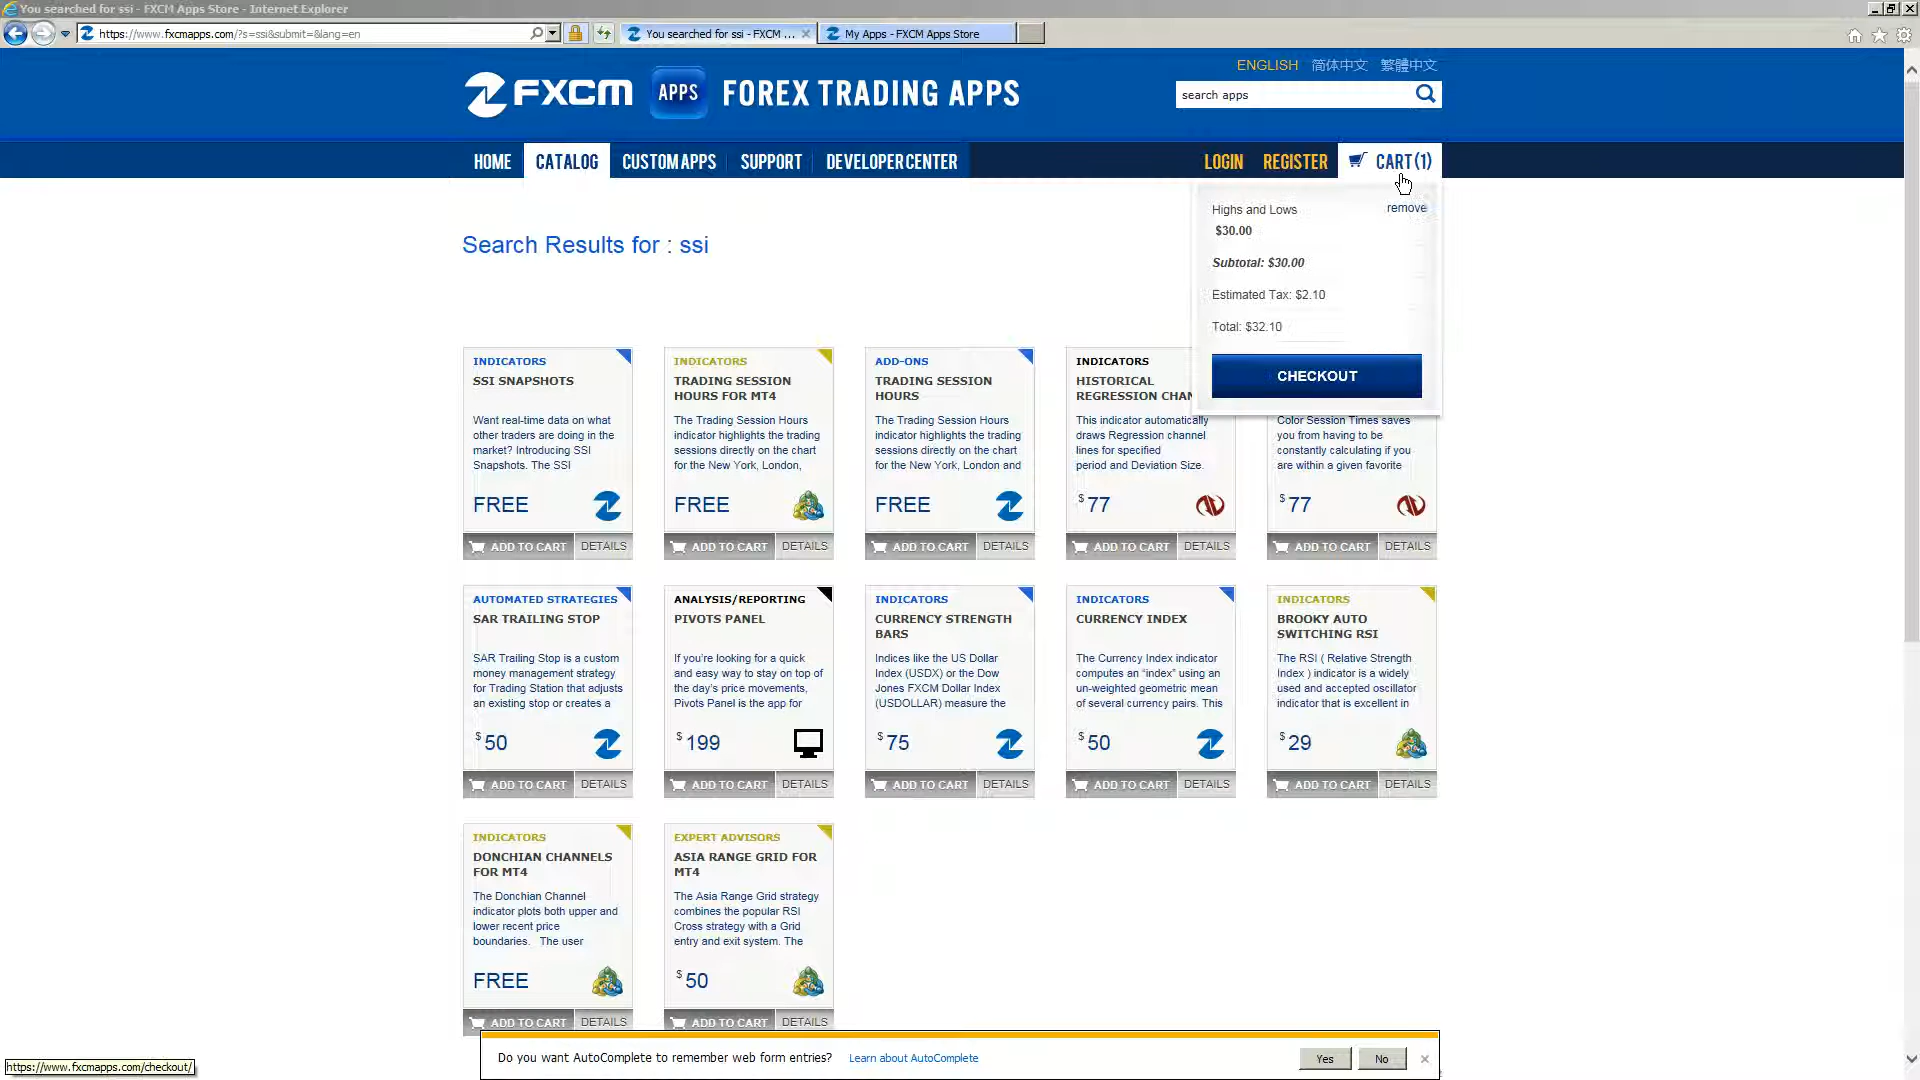 You searched for ssi - FXCM Apps Store - Internet Explorer
https://www.fxcmapps.com/?s=ssi&submit=&lang=en
You searched for ssi - FXCM ...
My Apps - FXCM Apps Store
ENGLISH 简体中文 繁體中文
FXCM APPS FOREX TRADING APPS
search apps
HOME CATALOG CUSTOM APPS SUPPORT DEVELOPER CENTER LOGIN REGISTER CART (1)
Highs and Lows remove
$30.00
Subtotal: $30.00
Estimated Tax: $2.10
Total: $32.10
CHECKOUT
Search Results for : ssi
INDICATORS
SSI SNAPSHOTS
Want real-time data on what
other traders are doing in the
market? Introducing SSI
Snapshots. The SSI
FREE
ADD TO CART DETAILS
INDICATORS
TRADING SESSION
HOURS FOR MT4
The Trading Session Hours
indicator highlights the trading
sessions directly on the chart
for the New York, London,
FREE
ADD TO CART DETAILS
ADD-ONS
TRADING SESSION
HOURS
The Trading Session Hours
indicator highlights the trading
sessions directly on the chart
for the New York, London and
FREE
ADD TO CART DETAILS
INDICATORS
HISTORICAL
REGRESSION CHAN
This indicator automatically
draws Regression channel
lines for specified
period and Deviation Size.
$ 77
ADD TO CART DETAILS
Color Session Times saves
you from having to be
constantly calculating if you
are within a given favorite
$ 77
ADD TO CART DETAILS
AUTOMATED STRATEGIES
SAR TRAILING STOP
SAR Trailing Stop is a custom
money management strategy
for Trading Station that adjusts
an existing stop or creates a
$ 50
ADD TO CART DETAILS
ANALYSIS/REPORTING
PIVOTS PANEL
If you're looking for a quick
and easy way to stay on top of
the day's price movements,
Pivots Panel is the app for
$ 199
ADD TO CART DETAILS
INDICATORS
CURRENCY STRENGTH
BARS
Indices like the US Dollar
Index (USDX) or the Dow
Jones FXCM Dollar Index
(USDOLLAR) measure the
$ 75
ADD TO CART DETAILS
INDICATORS
CURRENCY INDEX
The Currency Index indicator
computes an “index” using an
un-weighted geometric mean
of several currency pairs. This
$ 50
ADD TO CART DETAILS
INDICATORS
BROOKY AUTO
SWITCHING RSI
The RSI ( Relative Strength
Index ) indicator is a widely
used and accepted oscillator
indicator that is excellent in
$ 29
ADD TO CART DETAILS
INDICATORS
DONCHIAN CHANNELS
FOR MT4
The Donchian Channel
indicator plots both upper and
lower recent price
boundaries. The user
FREE
ADD TO CART DETAILS
EXPERT ADVISORS
ASIA RANGE GRID FOR
MT4
The Asia Range Grid strategy
combines the popular RSI
Cross strategy with a Grid
entry and exit system. The
$ 50
ADD TO CART DETAILS
Do you want AutoComplete to remember web form entries? Learn about AutoComplete Yes No
https://www.fxcmapps.com/checkout/